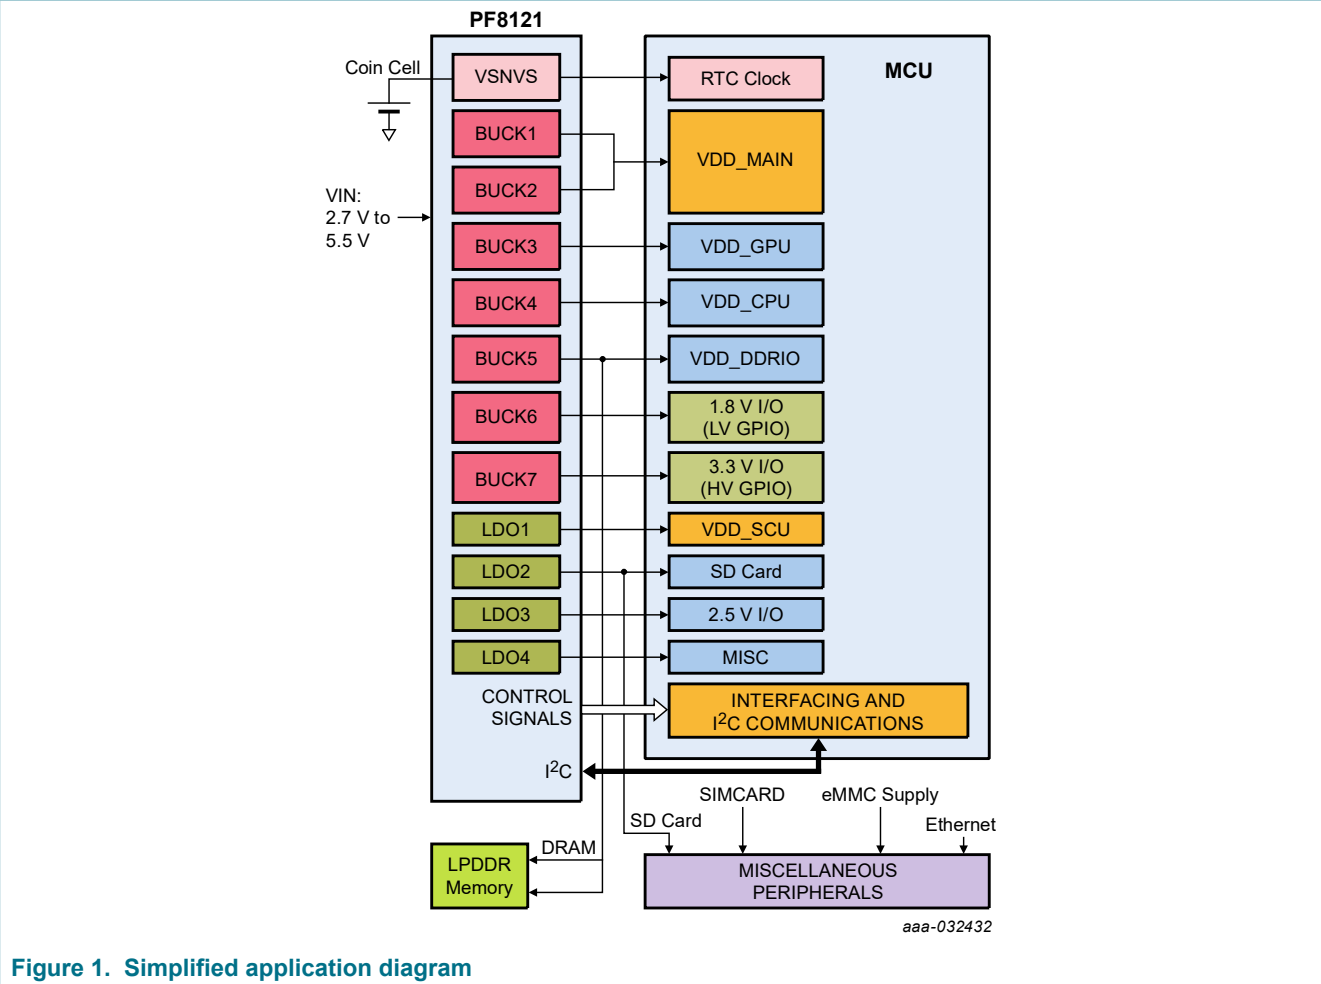 PF8121
MCU
Coin Cell
VSNVS
RTC Clock
BUCK1
VDD_MAIN
BUCK2
VIN:
2.7 V to
5.5 V
BUCK3
VDD_GPU
BUCK4
VDD_CPU
BUCK5
VDD_DDRIO
BUCK6
1.8 V I/O
(LV GPIO)
BUCK7
3.3 V I/O
(HV GPIO)
LDO1
VDD_SCU
LDO2
SD Card
LDO3
2.5 V I/O
LDO4
MISC
CONTROL
SIGNALS
INTERFACING AND
I2C COMMUNICATIONS
I2C
SIMCARD
eMMC Supply
SD Card
Ethernet
DRAM
LPDDR
Memory
MISCELLANEOUS
PERIPHERALS
aaa-032432
Figure 1. Simplified application diagram